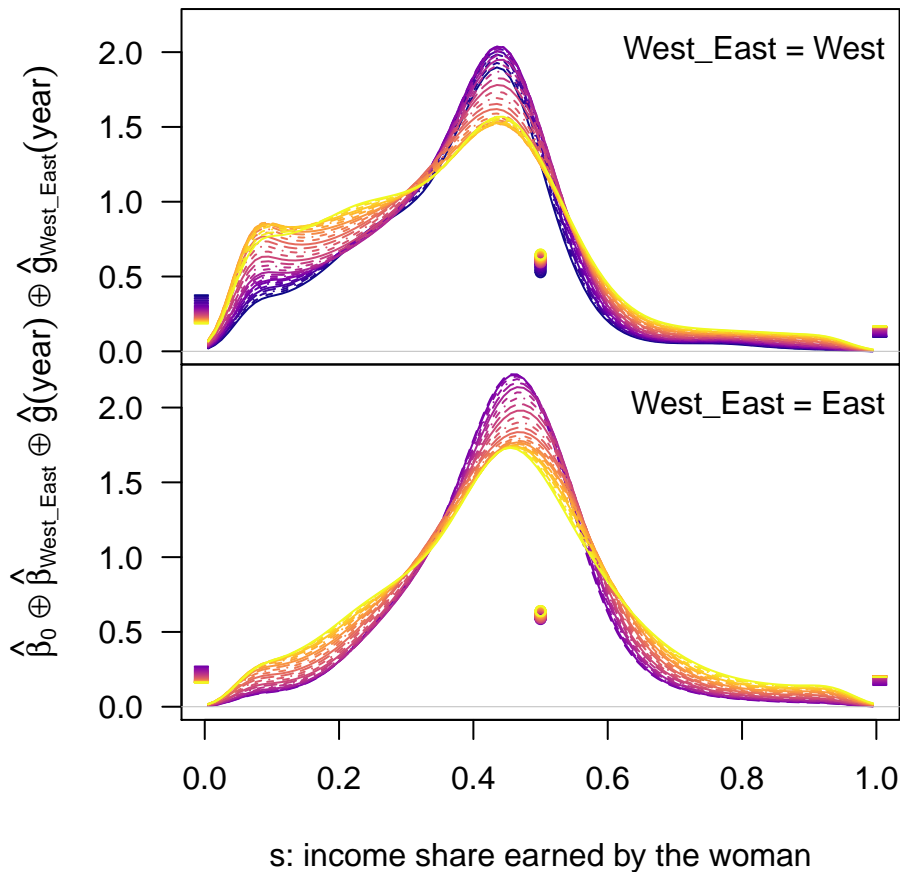 β̂₀ ⊕ β̂West_East ⊕ ĝ(year) ⊕ ĝWest_East(year)
West_East = West
2.0
1.5
1.0
0.5
0.0
West_East = East
2.0
1.5
1.0
0.5
0.0
0.0 0.2 0.4 0.6 0.8 1.0
s: income share earned by the woman